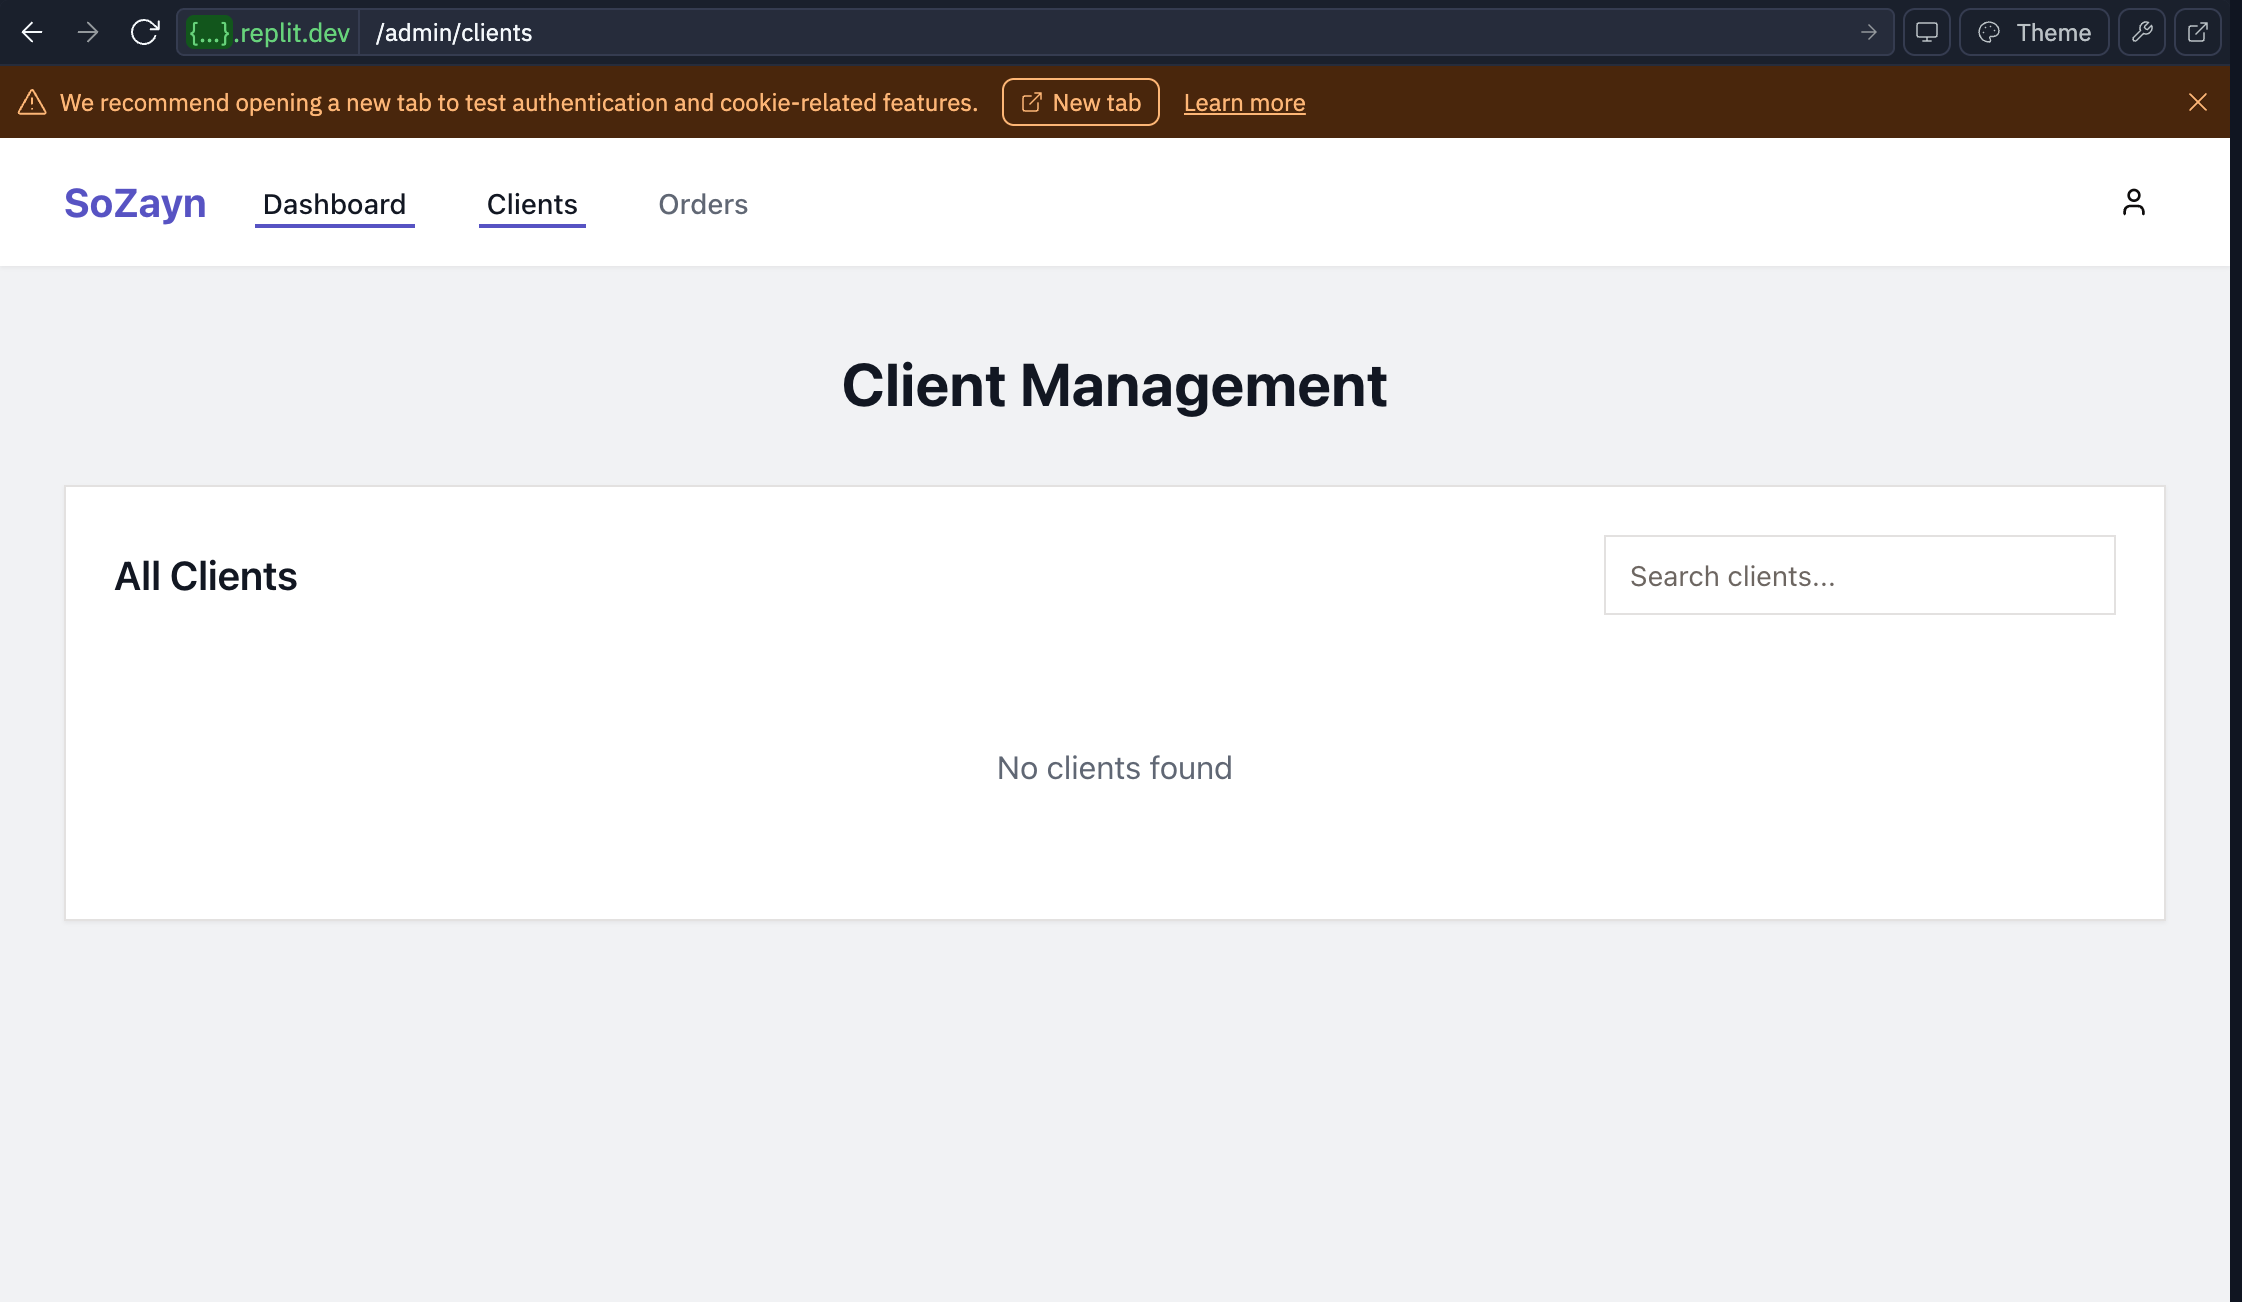 {...}.replit.dev /admin/clients Theme
We recommend opening a new tab to test authentication and cookie-related features. New tab Learn more
SoZayn Dashboard Clients Orders
Client Management
All Clients
Search clients...
No clients found